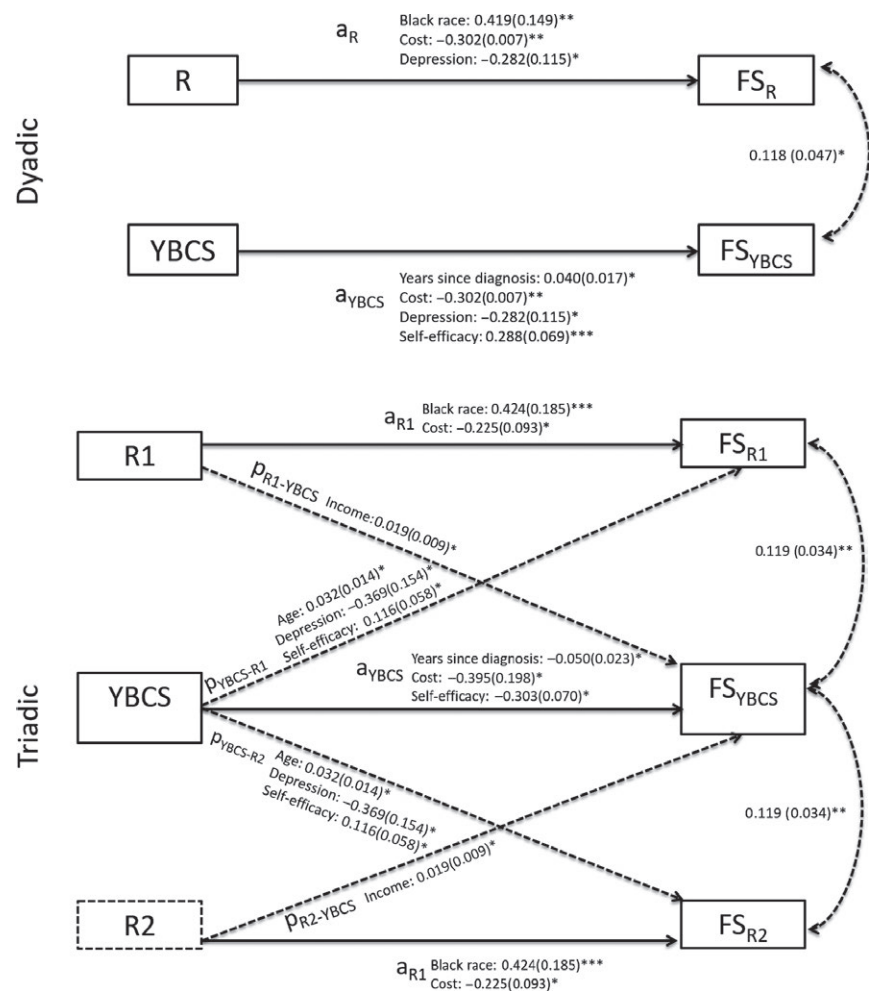 Dyadic
a_R
Black race: 0.419(0.149)**
Cost: −0.302(0.007)**
Depression: −0.282(0.115)*
R
FS_R
0.118 (0.047)*
YBCS
FS_YBCS
a_YBCS
Years since diagnosis: 0.040(0.017)*
Cost: −0.302(0.007)**
Depression: −0.282(0.115)*
Self-efficacy: 0.288(0.069)***
Triadic
a_R1
Black race: 0.424(0.185)***
Cost: −0.225(0.093)*
R1
FS_R1
p_R1-YBCS Income: 0.019(0.009)*
0.119 (0.034)**
p_YBCS-R1
Age: 0.032(0.014)*
Depression: −0.369(0.154)*
Self-efficacy: 0.116(0.058)*
YBCS
a_YBCS
Years since diagnosis: −0.050(0.023)*
Cost: −0.395(0.198)*
Self-efficacy: −0.303(0.070)*
FS_YBCS
p_YBCS-R2
Age: 0.032(0.014)*
Depression: −0.369(0.154)*
Self-efficacy: 0.116(0.058)*
0.119 (0.034)**
p_R2-YBCS Income: 0.019(0.009)*
R2
FS_R2
a_R1
Black race: 0.424(0.185)***
Cost: −0.225(0.093)*